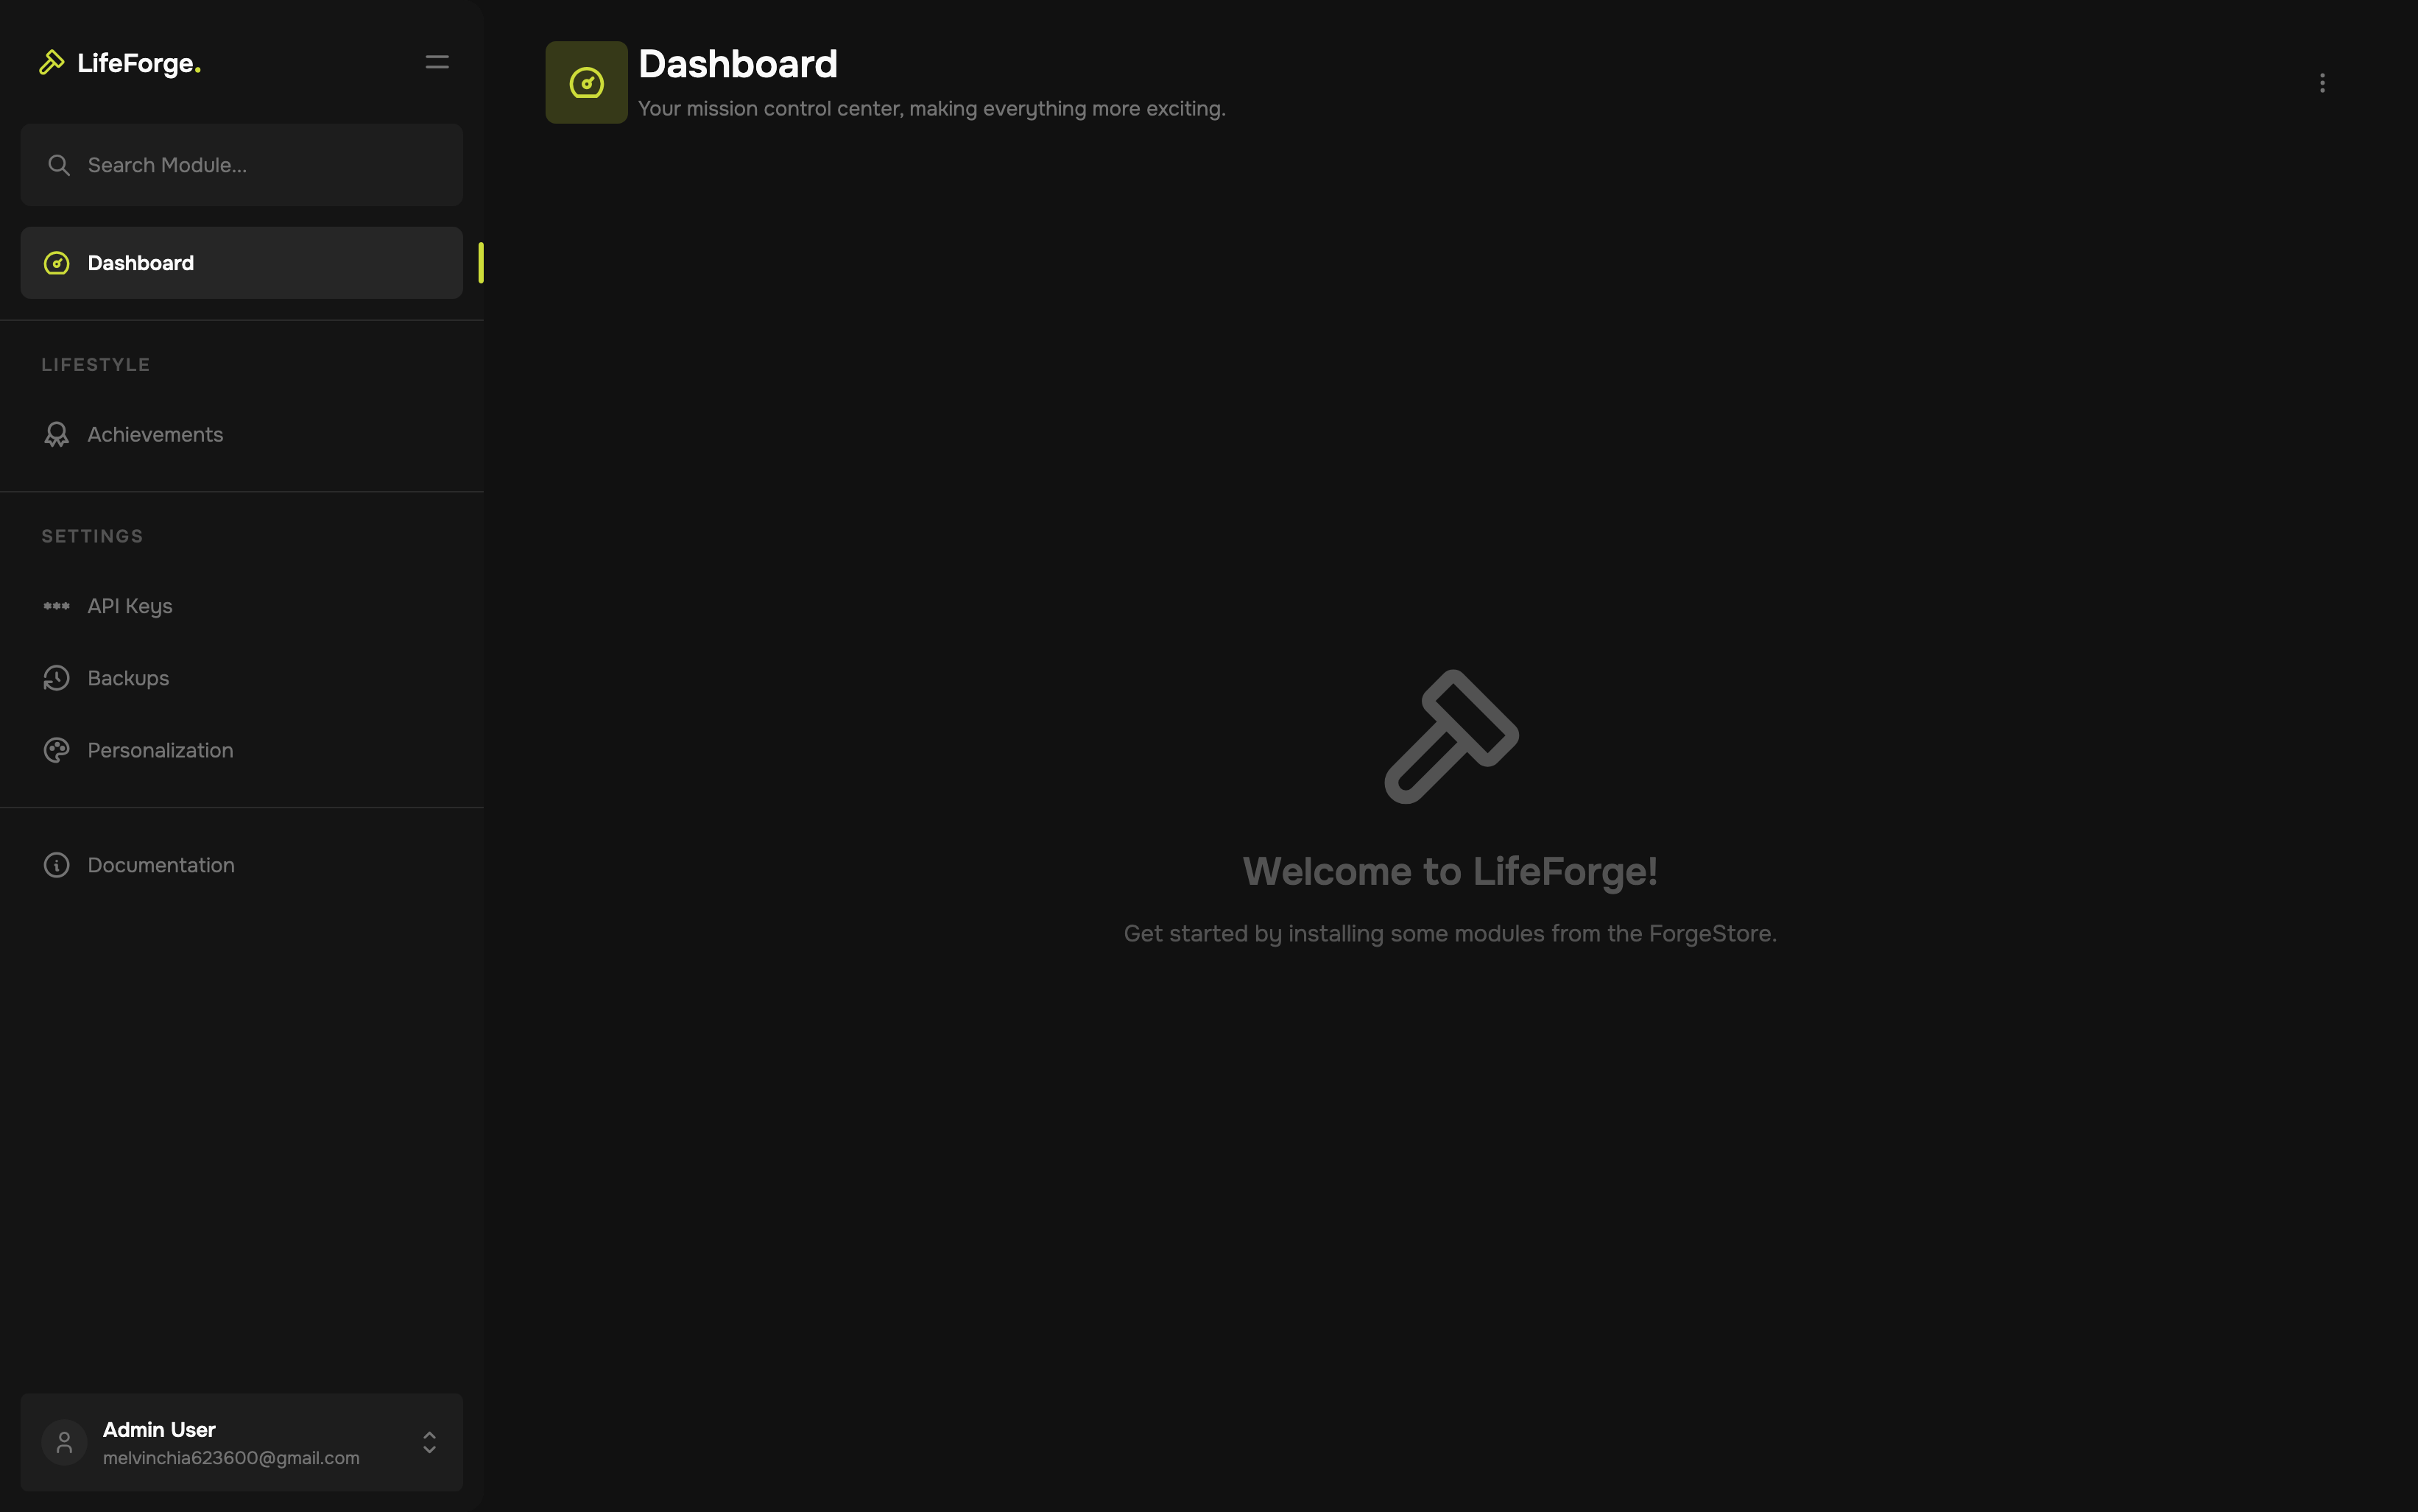 LifeForge.
Search Module...
Dashboard
LIFESTYLE
Achievements
SETTINGS
API Keys
Backups
Personalization
Documentation
Admin User
melvinchia623600@gmail.com
Dashboard
Your mission control center, making everything more exciting.
Welcome to LifeForge!
Get started by installing some modules from the ForgeStore.